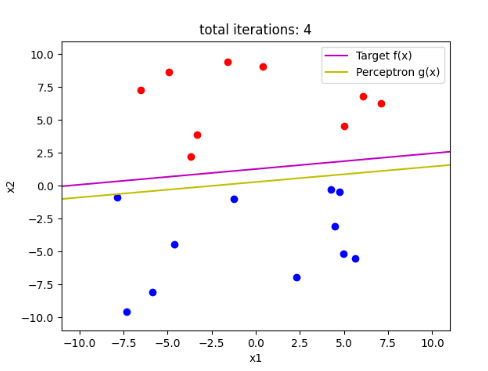 total iterations: 4
Target f(x)
Perceptron g(x)
10.0
7.5
5.0
2.5
0.0
−2.5
−5.0
−7.5
−10.0
x2
−10.0 −7.5 −5.0 −2.5 0.0 2.5 5.0 7.5 10.0
x1